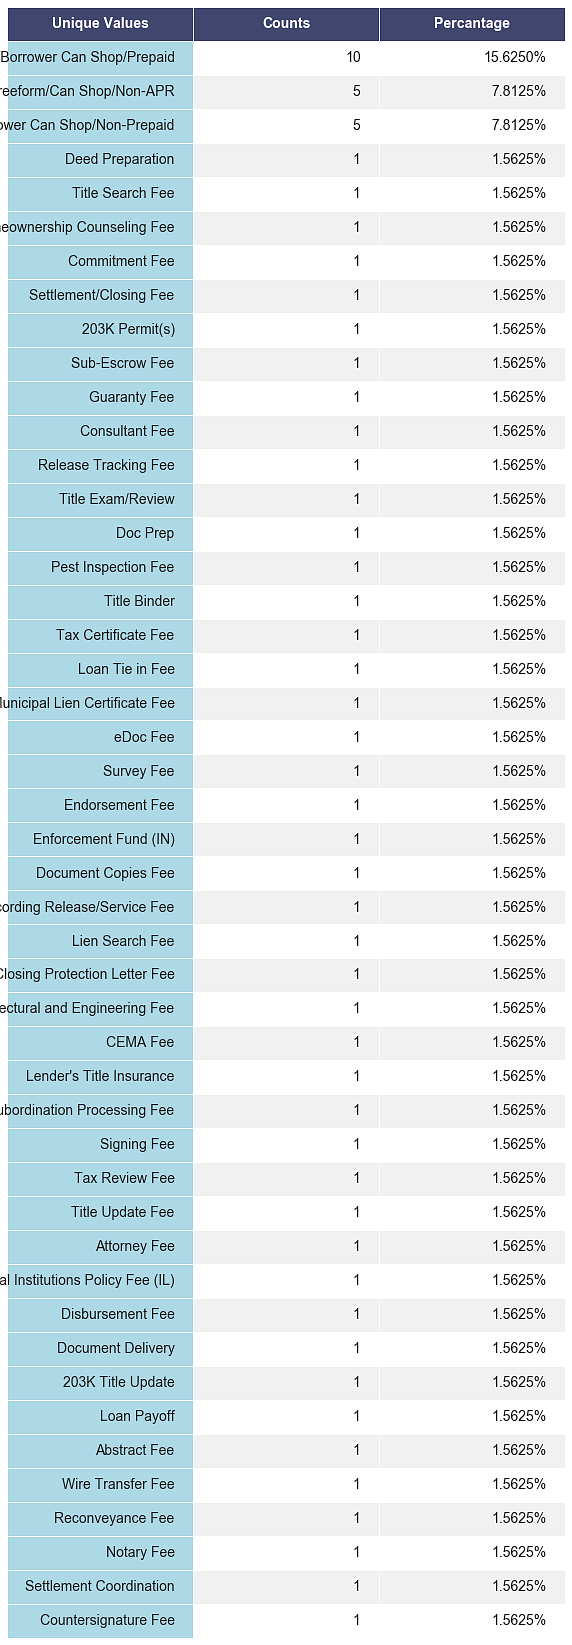 Unique Values Counts Percantage
Borrower Can Shop/Prepaid 10 15.6250%
Can Shop/Non-APR 5 7.8125%
Can Shop/Non-Prepaid 5 7.8125%
Deed Preparation 1 1.5625%
Title Search Fee 1 1.5625%
Counseling Fee 1 1.5625%
Commitment Fee 1 1.5625%
Settlement/Closing Fee 1 1.5625%
203K Permit(s) 1 1.5625%
Sub-Escrow Fee 1 1.5625%
Guaranty Fee 1 1.5625%
Consultant Fee 1 1.5625%
Release Tracking Fee 1 1.5625%
Title Exam/Review 1 1.5625%
Doc Prep 1 1.5625%
Pest Inspection Fee 1 1.5625%
Title Binder 1 1.5625%
Tax Certificate Fee 1 1.5625%
Loan Tie in Fee 1 1.5625%
Lien Certificate Fee 1 1.5625%
eDoc Fee 1 1.5625%
Survey Fee 1 1.5625%
Endorsement Fee 1 1.5625%
Enforcement Fund (IN) 1 1.5625%
Document Copies Fee 1 1.5625%
Release/Service Fee 1 1.5625%
Lien Search Fee 1 1.5625%
Closing Protection Letter Fee 1 1.5625%
and Engineering Fee 1 1.5625%
CEMA Fee 1 1.5625%
Lender's Title Insurance 1 1.5625%
Processing Fee 1 1.5625%
Signing Fee 1 1.5625%
Tax Review Fee 1 1.5625%
Title Update Fee 1 1.5625%
Attorney Fee 1 1.5625%
Institutions Policy Fee (IL) 1 1.5625%
Disbursement Fee 1 1.5625%
Document Delivery 1 1.5625%
203K Title Update 1 1.5625%
Loan Payoff 1 1.5625%
Abstract Fee 1 1.5625%
Wire Transfer Fee 1 1.5625%
Reconveyance Fee 1 1.5625%
Notary Fee 1 1.5625%
Settlement Coordination 1 1.5625%
Countersignature Fee 1 1.5625%